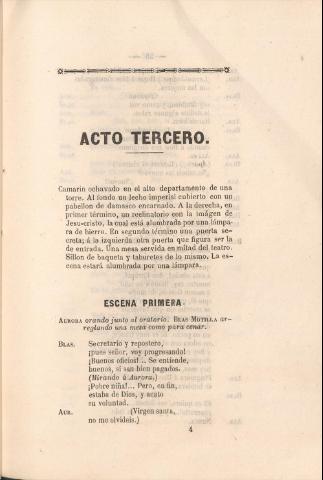 ACTO TERCERO.
Camarin ochavado en el alto departamento de una
torre. Al fondo un lecho imperial cubierto con un
pabellon de damasco encarnado. A la derecha, en
primer término, un reclinatorio con la imágen de
Jesu-cristo, la cual está alumbrada por una lámpa-
ra de hierro. En segundo término una puerta se-
creta; á la izquierda otra puerta que figura ser la
de entrada. Una mesa servida en mitad del teatro.
Sillon de baqueta y taburetes de lo mismo. La es-
cena estará alumbrada por una lámpara.
ESCENA PRIMERA.
AURORA orando junto al oratorio. BLAS MOTILLA ar-
reglando una mesa como para cenar.
BLAS. Secretario y repostero,
¡pues señor, voy progresando!
¡Buenos oficios!... Se entiende,
buenos, si san bien pagados.
(Mirando á Aurora.)
¡Pobre niña!... Pero, en fin,
estaba de Dios, y acato
su voluntad.
AUR. (Virgen santa,
no me olvideis.)
4